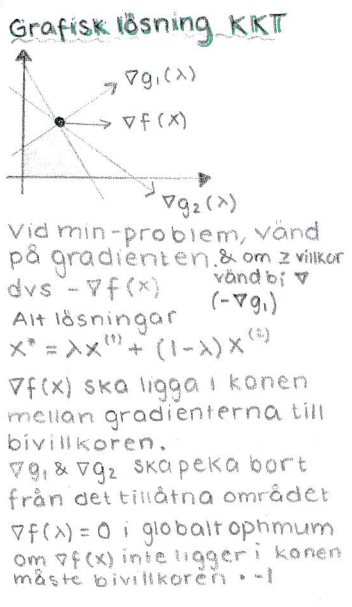 Grafisk lösning KKT
∇g₁(λ)
∇f(x)
∇g₂(λ)
Vid min-problem, vänd
på gradienten. & om ≥ villkor
dvs -∇f(x) vänd bi ∇
(-∇g₁)
Alt lösningar
x* = λx⁽¹⁾ + (1-λ)x⁽²⁾
∇f(x) ska ligga i konen
mellan gradienterna till
bivillkoren.
∇g₁ & ∇g₂ ska peka bort
från det tillåtna området
∇f(λ) = 0 i globalt ophmum
om ∇f(x) inte ligger i konen
måste bivillkoren • -1